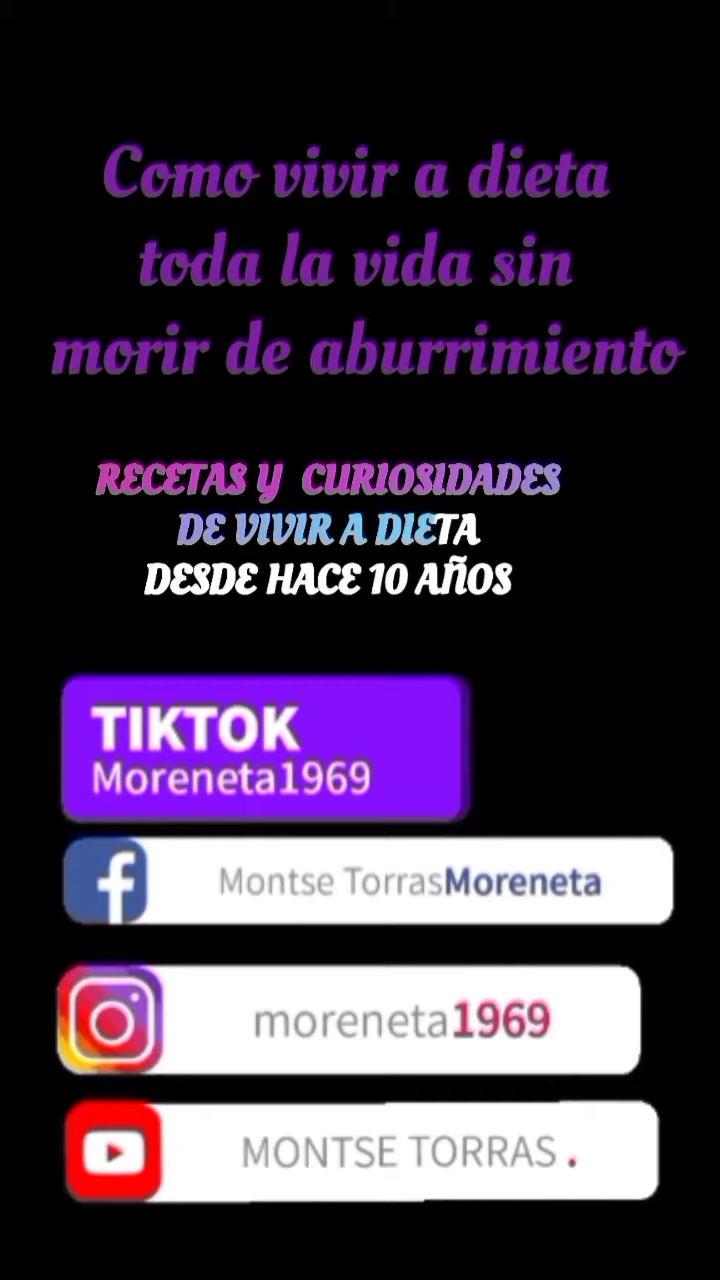 Como vivir a dieta
toda la vida sin
morir de aburrimiento
RECETAS Y CURIOSIDADES
DE VIVIR A DIETA
DESDE HACE 10 AÑOS
TIKTOK
Moreneta1969
Montse TorrasMoreneta
moreneta1969
MONTSE TORRAS .